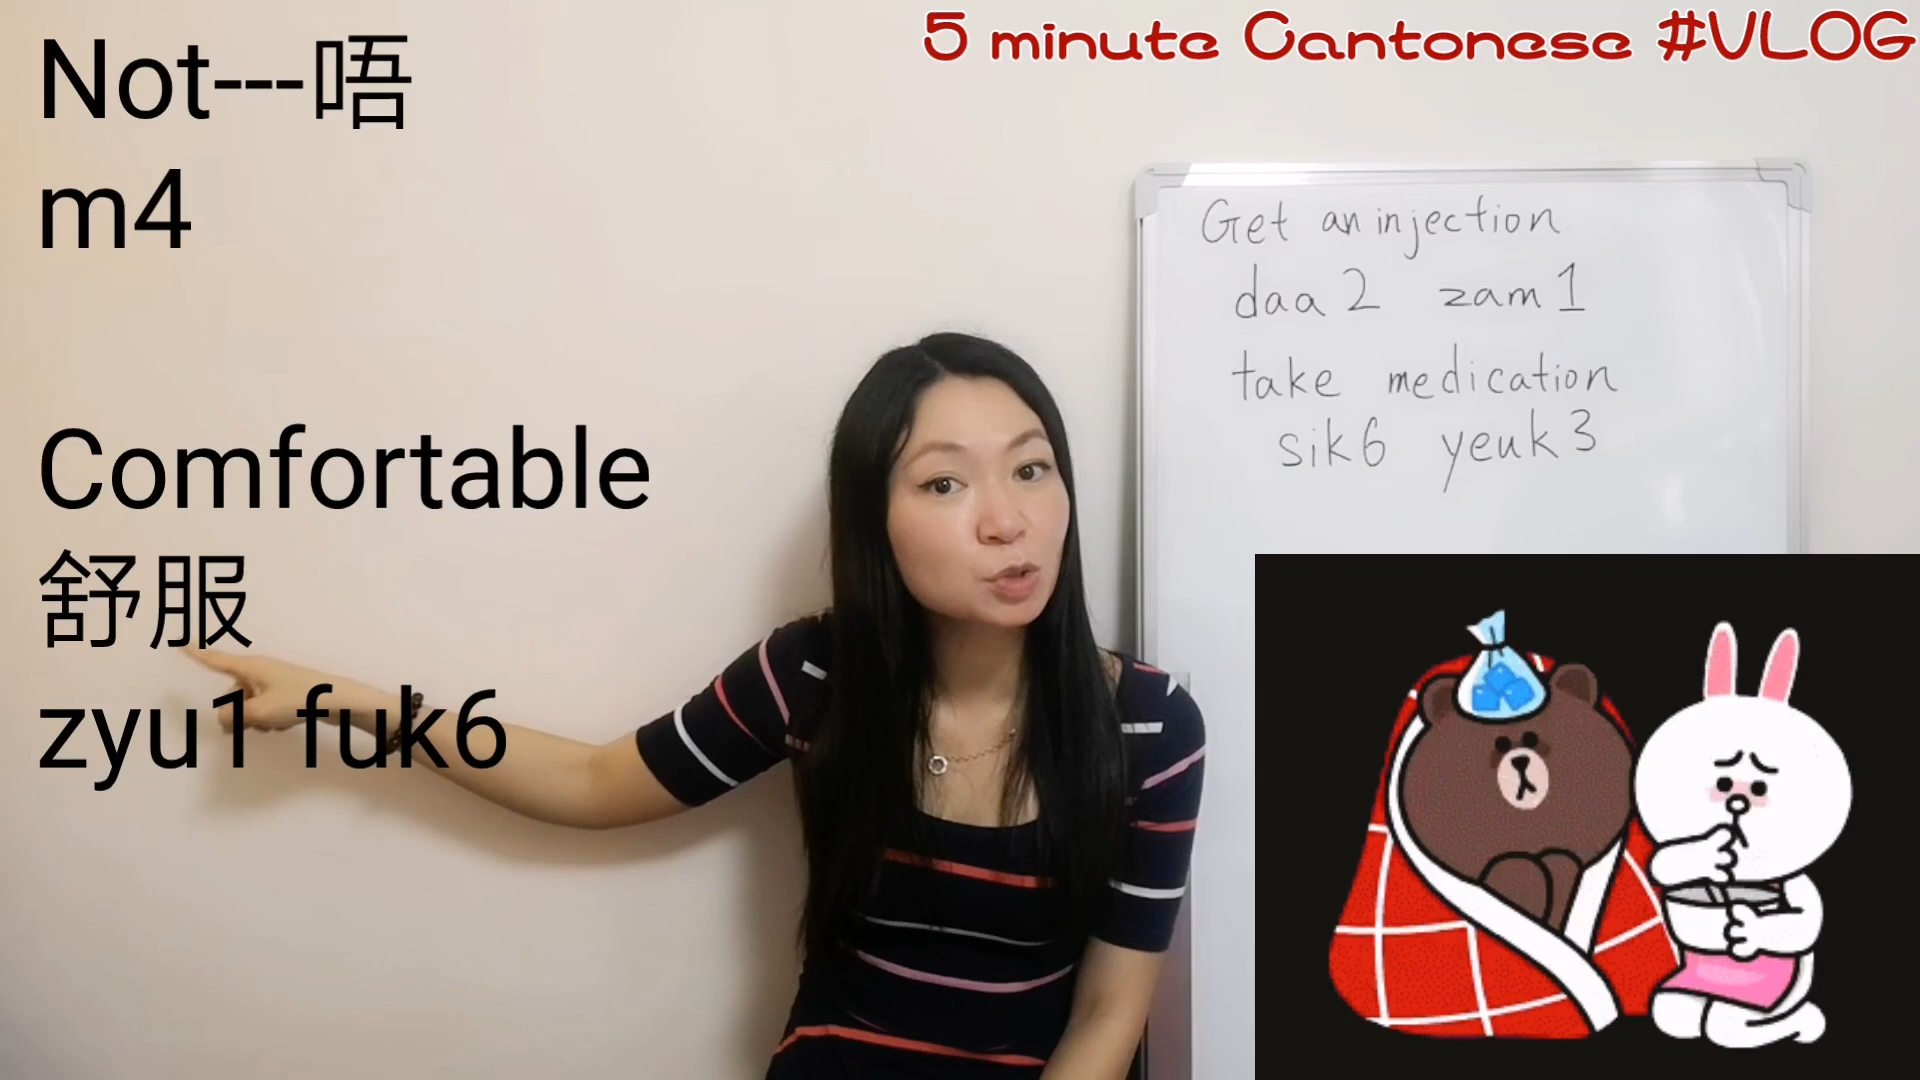 5 minute Cantonese #VLOG
Not---唔
m4
Comfortable
舒服
zyu1 fuk6
Get an injection
daa2 zam1
take medication
sik6 yeuk3